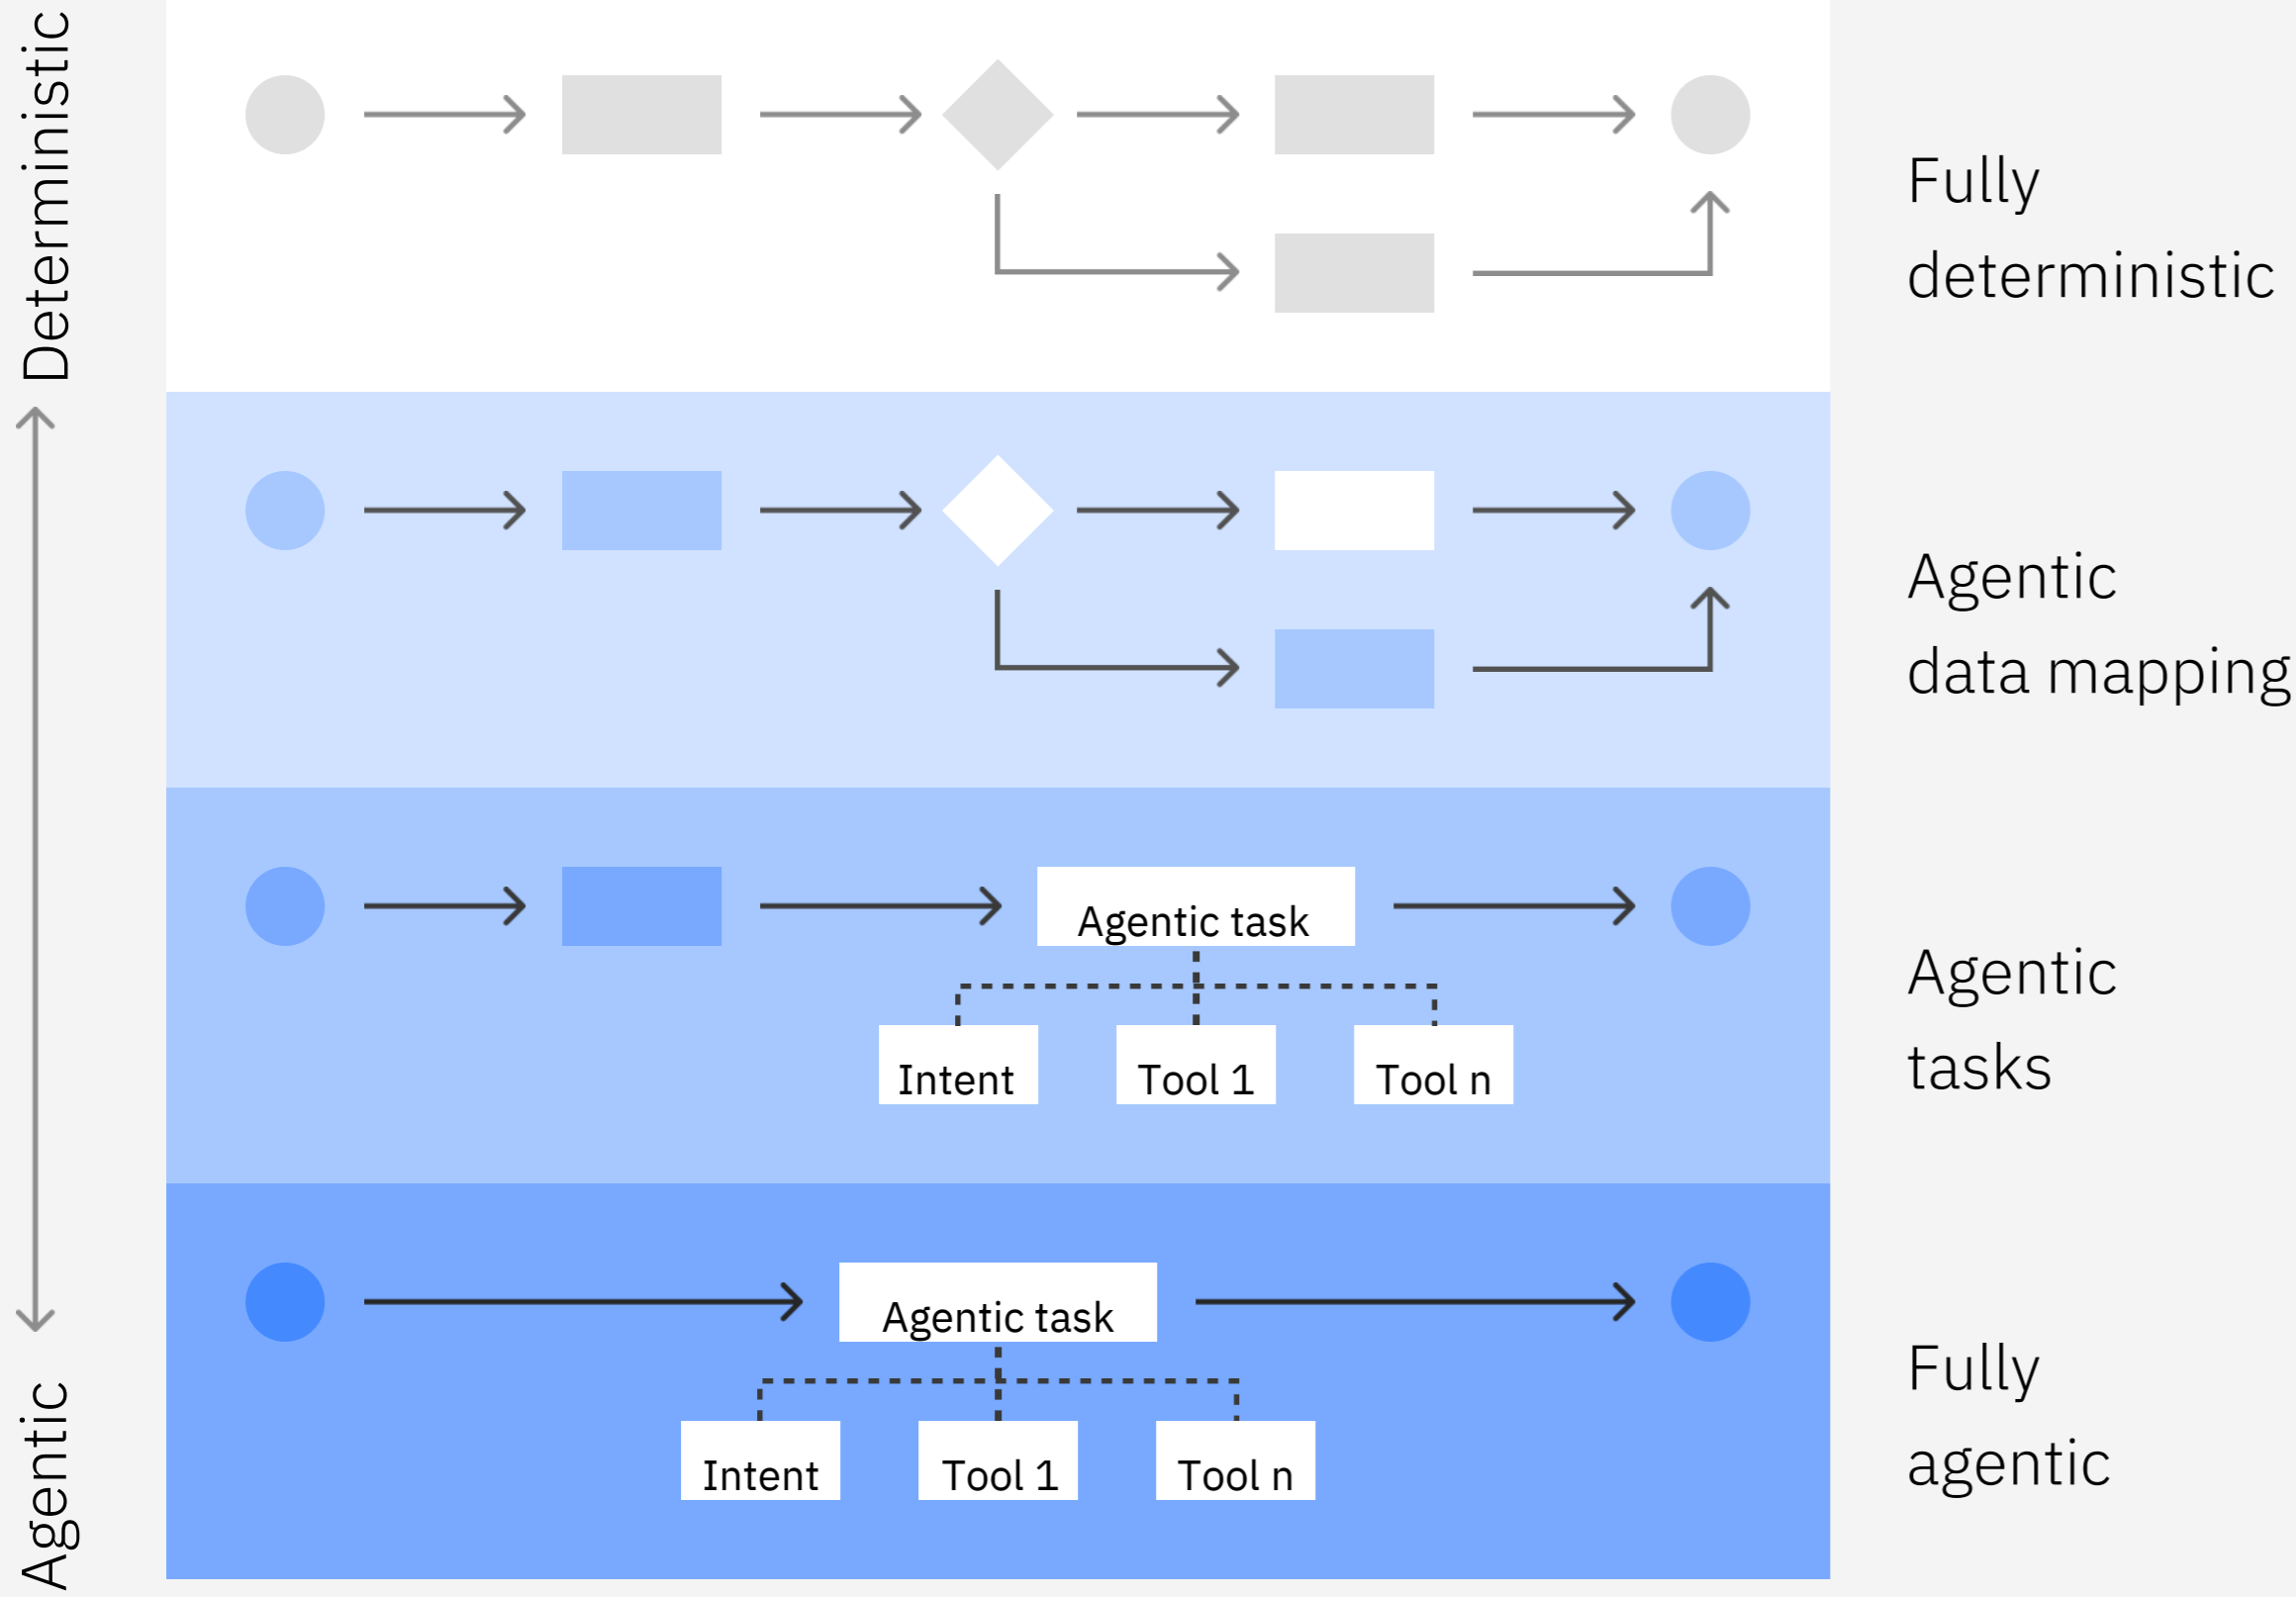 Deterministic
Fully
deterministic
Agentic
data mapping
Agentic task
Intent
Tool 1
Tool n
Agentic
tasks
Agentic task
Intent
Tool 1
Tool n
Fully
agentic
Agentic